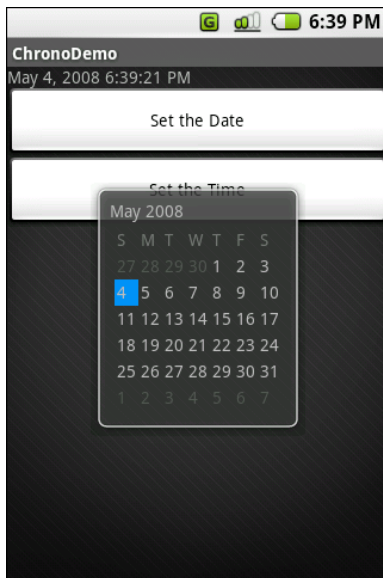 G 6:39 PM
ChronoDemo
May 4, 2008 6:39:21 PM
Set the Date
Set the Time
May 2008
S M T W T F S
27 28 29 30 1 2 3
4 5 6 7 8 9 10
11 12 13 14 15 16 17
18 19 20 21 22 23 24
25 26 27 28 29 30 31
1 2 3 4 5 6 7